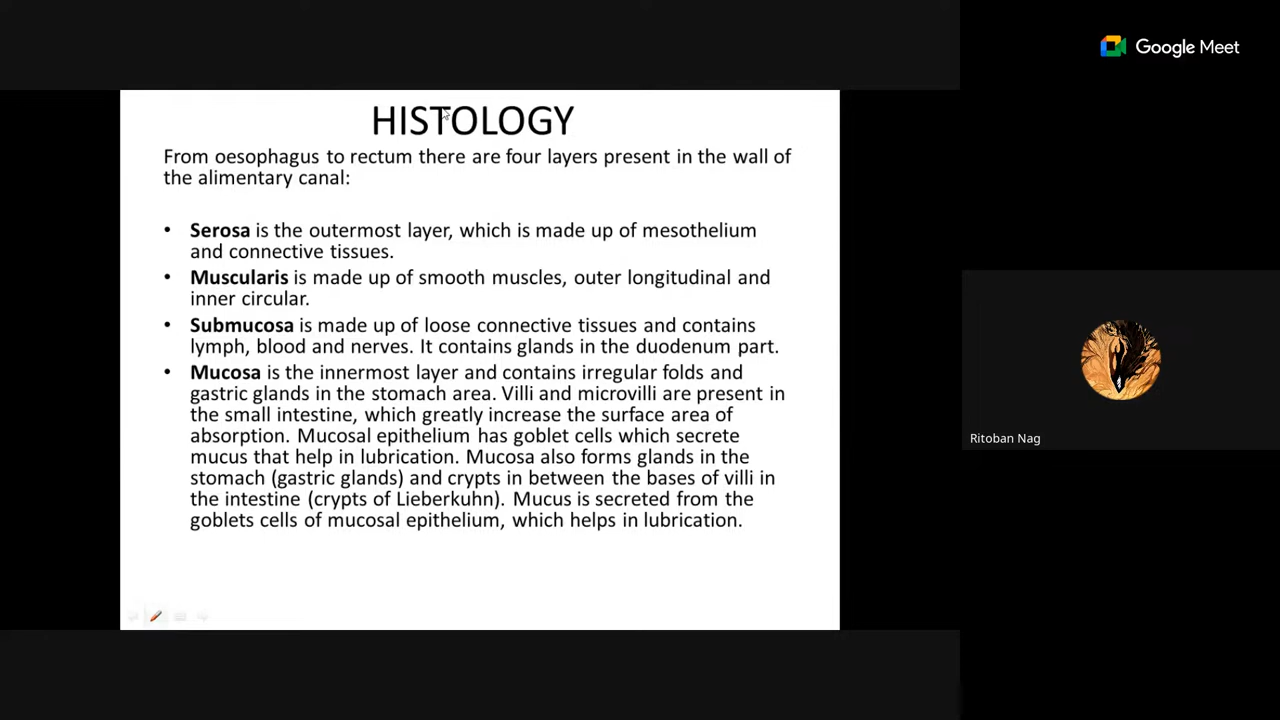 Google Meet
HISTOLOGY
From oesophagus to rectum there are four layers present in the wall of
the alimentary canal:
• Serosa is the outermost layer, which is made up of mesothelium
and connective tissues.
• Muscularis is made up of smooth muscles, outer longitudinal and
inner circular.
• Submucosa is made up of loose connective tissues and contains
lymph, blood and nerves. It contains glands in the duodenum part.
• Mucosa is the innermost layer and contains irregular folds and
gastric glands in the stomach area. Villi and microvilli are present in
the small intestine, which greatly increase the surface area of
absorption. Mucosal epithelium has goblet cells which secrete
mucus that help in lubrication. Mucosa also forms glands in the
stomach (gastric glands) and crypts in between the bases of villi in
the intestine (crypts of Lieberkuhn). Mucus is secreted from the
goblets cells of mucosal epithelium, which helps in lubrication.
Ritoban Nag